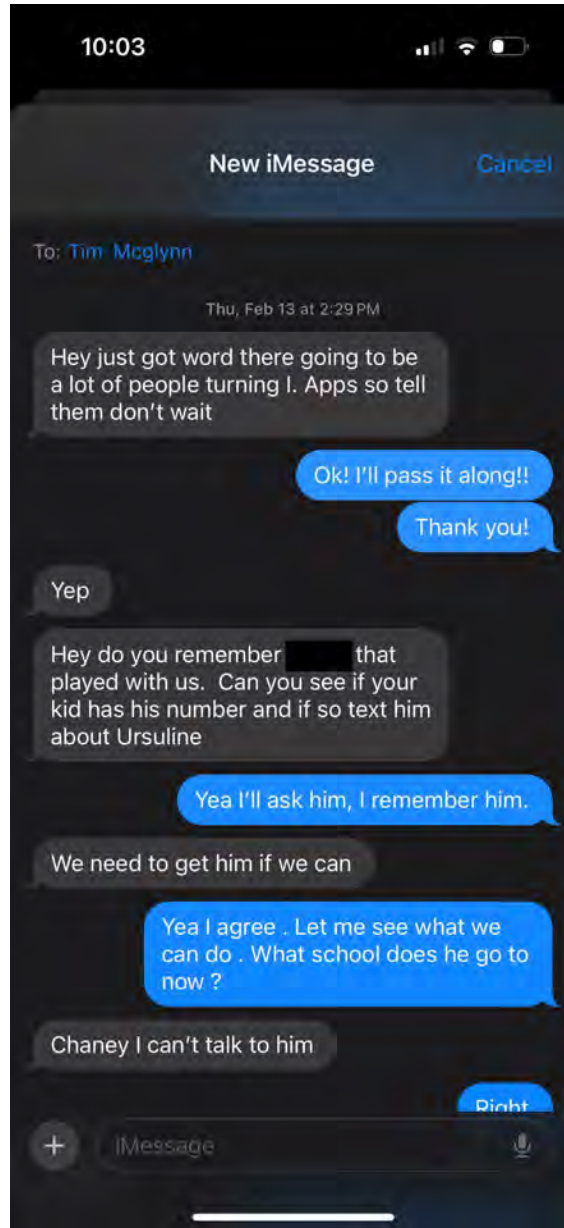 10:03
New iMessage
Cancel
To: Tim Mcglynn
Thu, Feb 13 at 2:29 PM
Hey just got word there going to be
a lot of people turning I. Apps so tell
them don't wait
Ok! I'll pass it along!!
Thank you!
Yep
Hey do you remember that
played with us. Can you see if your
kid has his number and if so text him
about Ursuline
Yea I'll ask him, I remember him.
We need to get him if we can
Yea I agree . Let me see what we
can do . What school does he go to
now ?
Chaney I can't talk to him
Right
iMessage